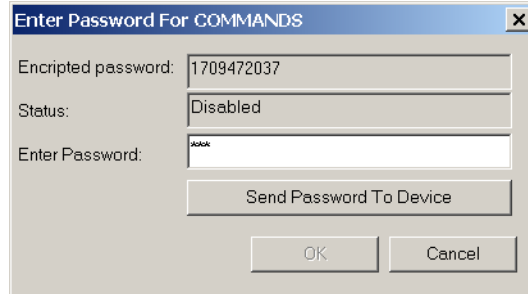 Enter Password For COMMANDS
Encripted password: 1709472037
Status: Disabled
Enter Password: ***
Send Password To Device
OK Cancel